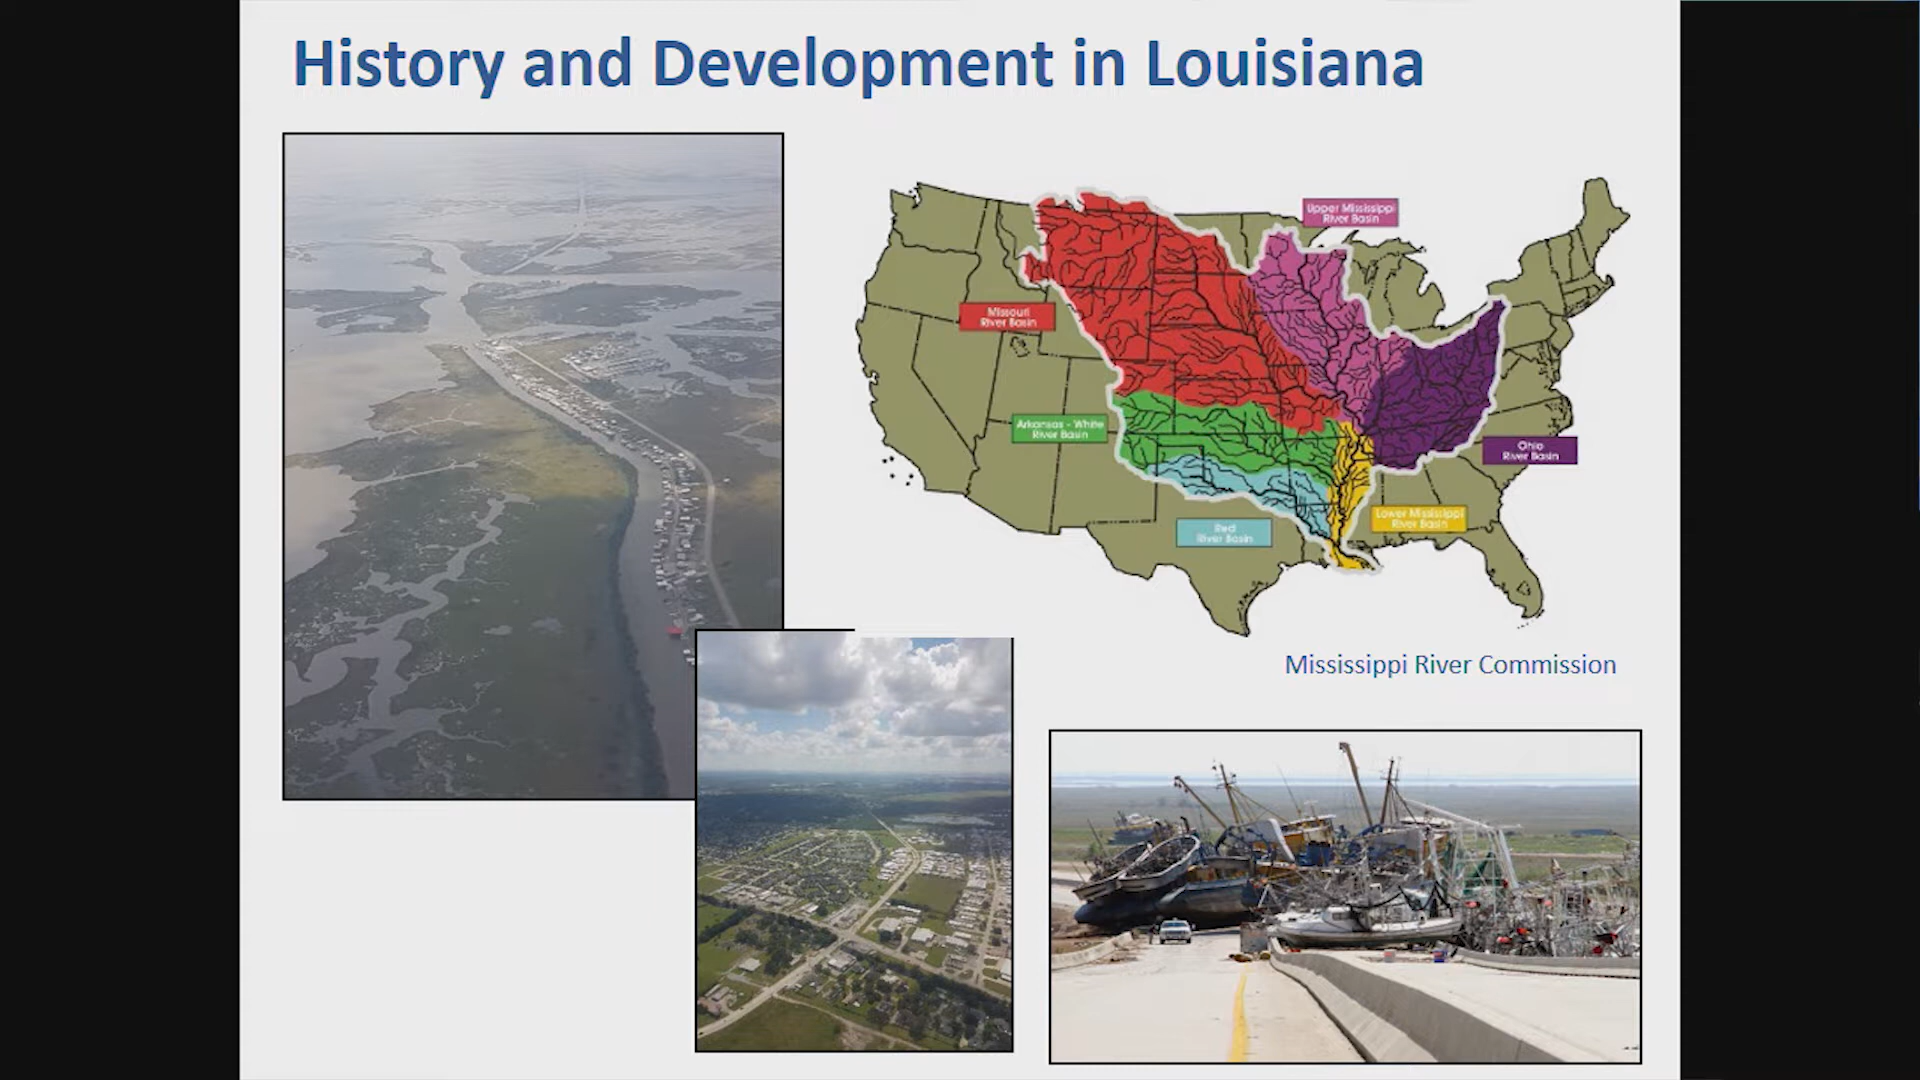 History and Development in Louisiana
Upper Mississippi
River Basin
Missouri
River Basin
Arkansas - White
River Basin
Ohio
River Basin
Lower Mississippi
River Basin
Red
River Basin
Mississippi River Commission